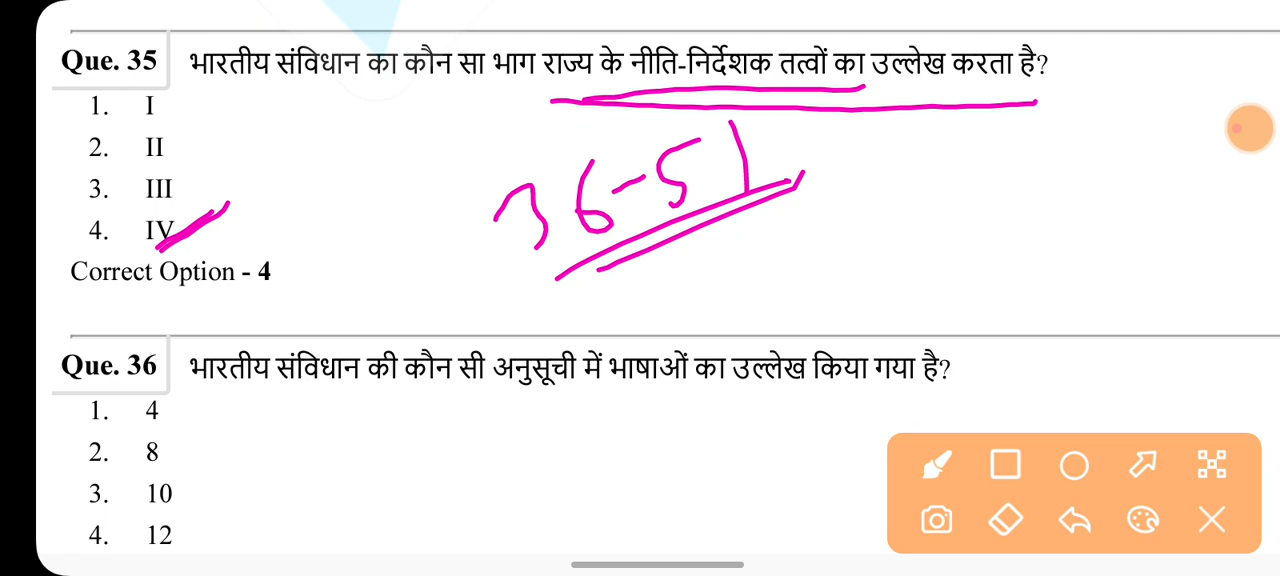 Que. 35 भारतीय संविधान का कौन सा भाग राज्य के नीति-निर्देशक तत्वों का उल्लेख करता है?
1. I
2. II
3. III
4. IV
36-51
Correct Option - 4
Que. 36 भारतीय संविधान की कौन सी अनुसूची में भाषाओं का उल्लेख किया गया है?
1. 4
2. 8
3. 10
4. 12